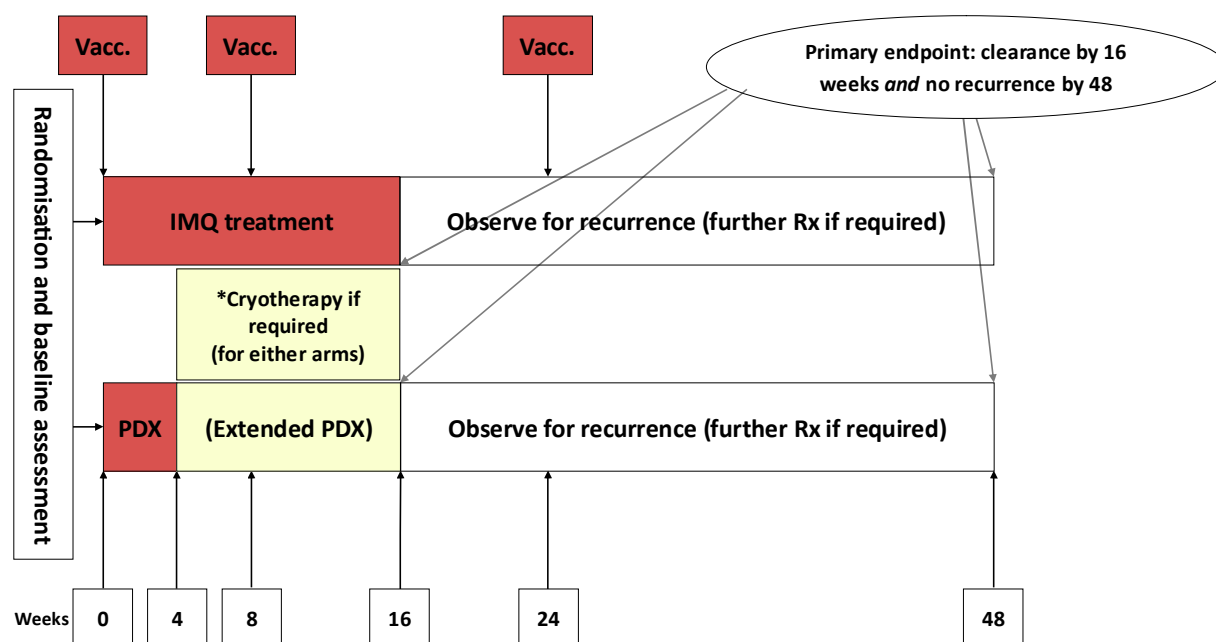 Vacc.
Vacc.
Vacc.
Primary endpoint: clearance by 16
weeks and no recurrence by 48
Randomisation and baseline assessment
IMQ treatment
Observe for recurrence (further Rx if required)
*Cryotherapy if
required
(for either arms)
PDX
(Extended PDX)
Observe for recurrence (further Rx if required)
Weeks
0
4
8
16
24
48